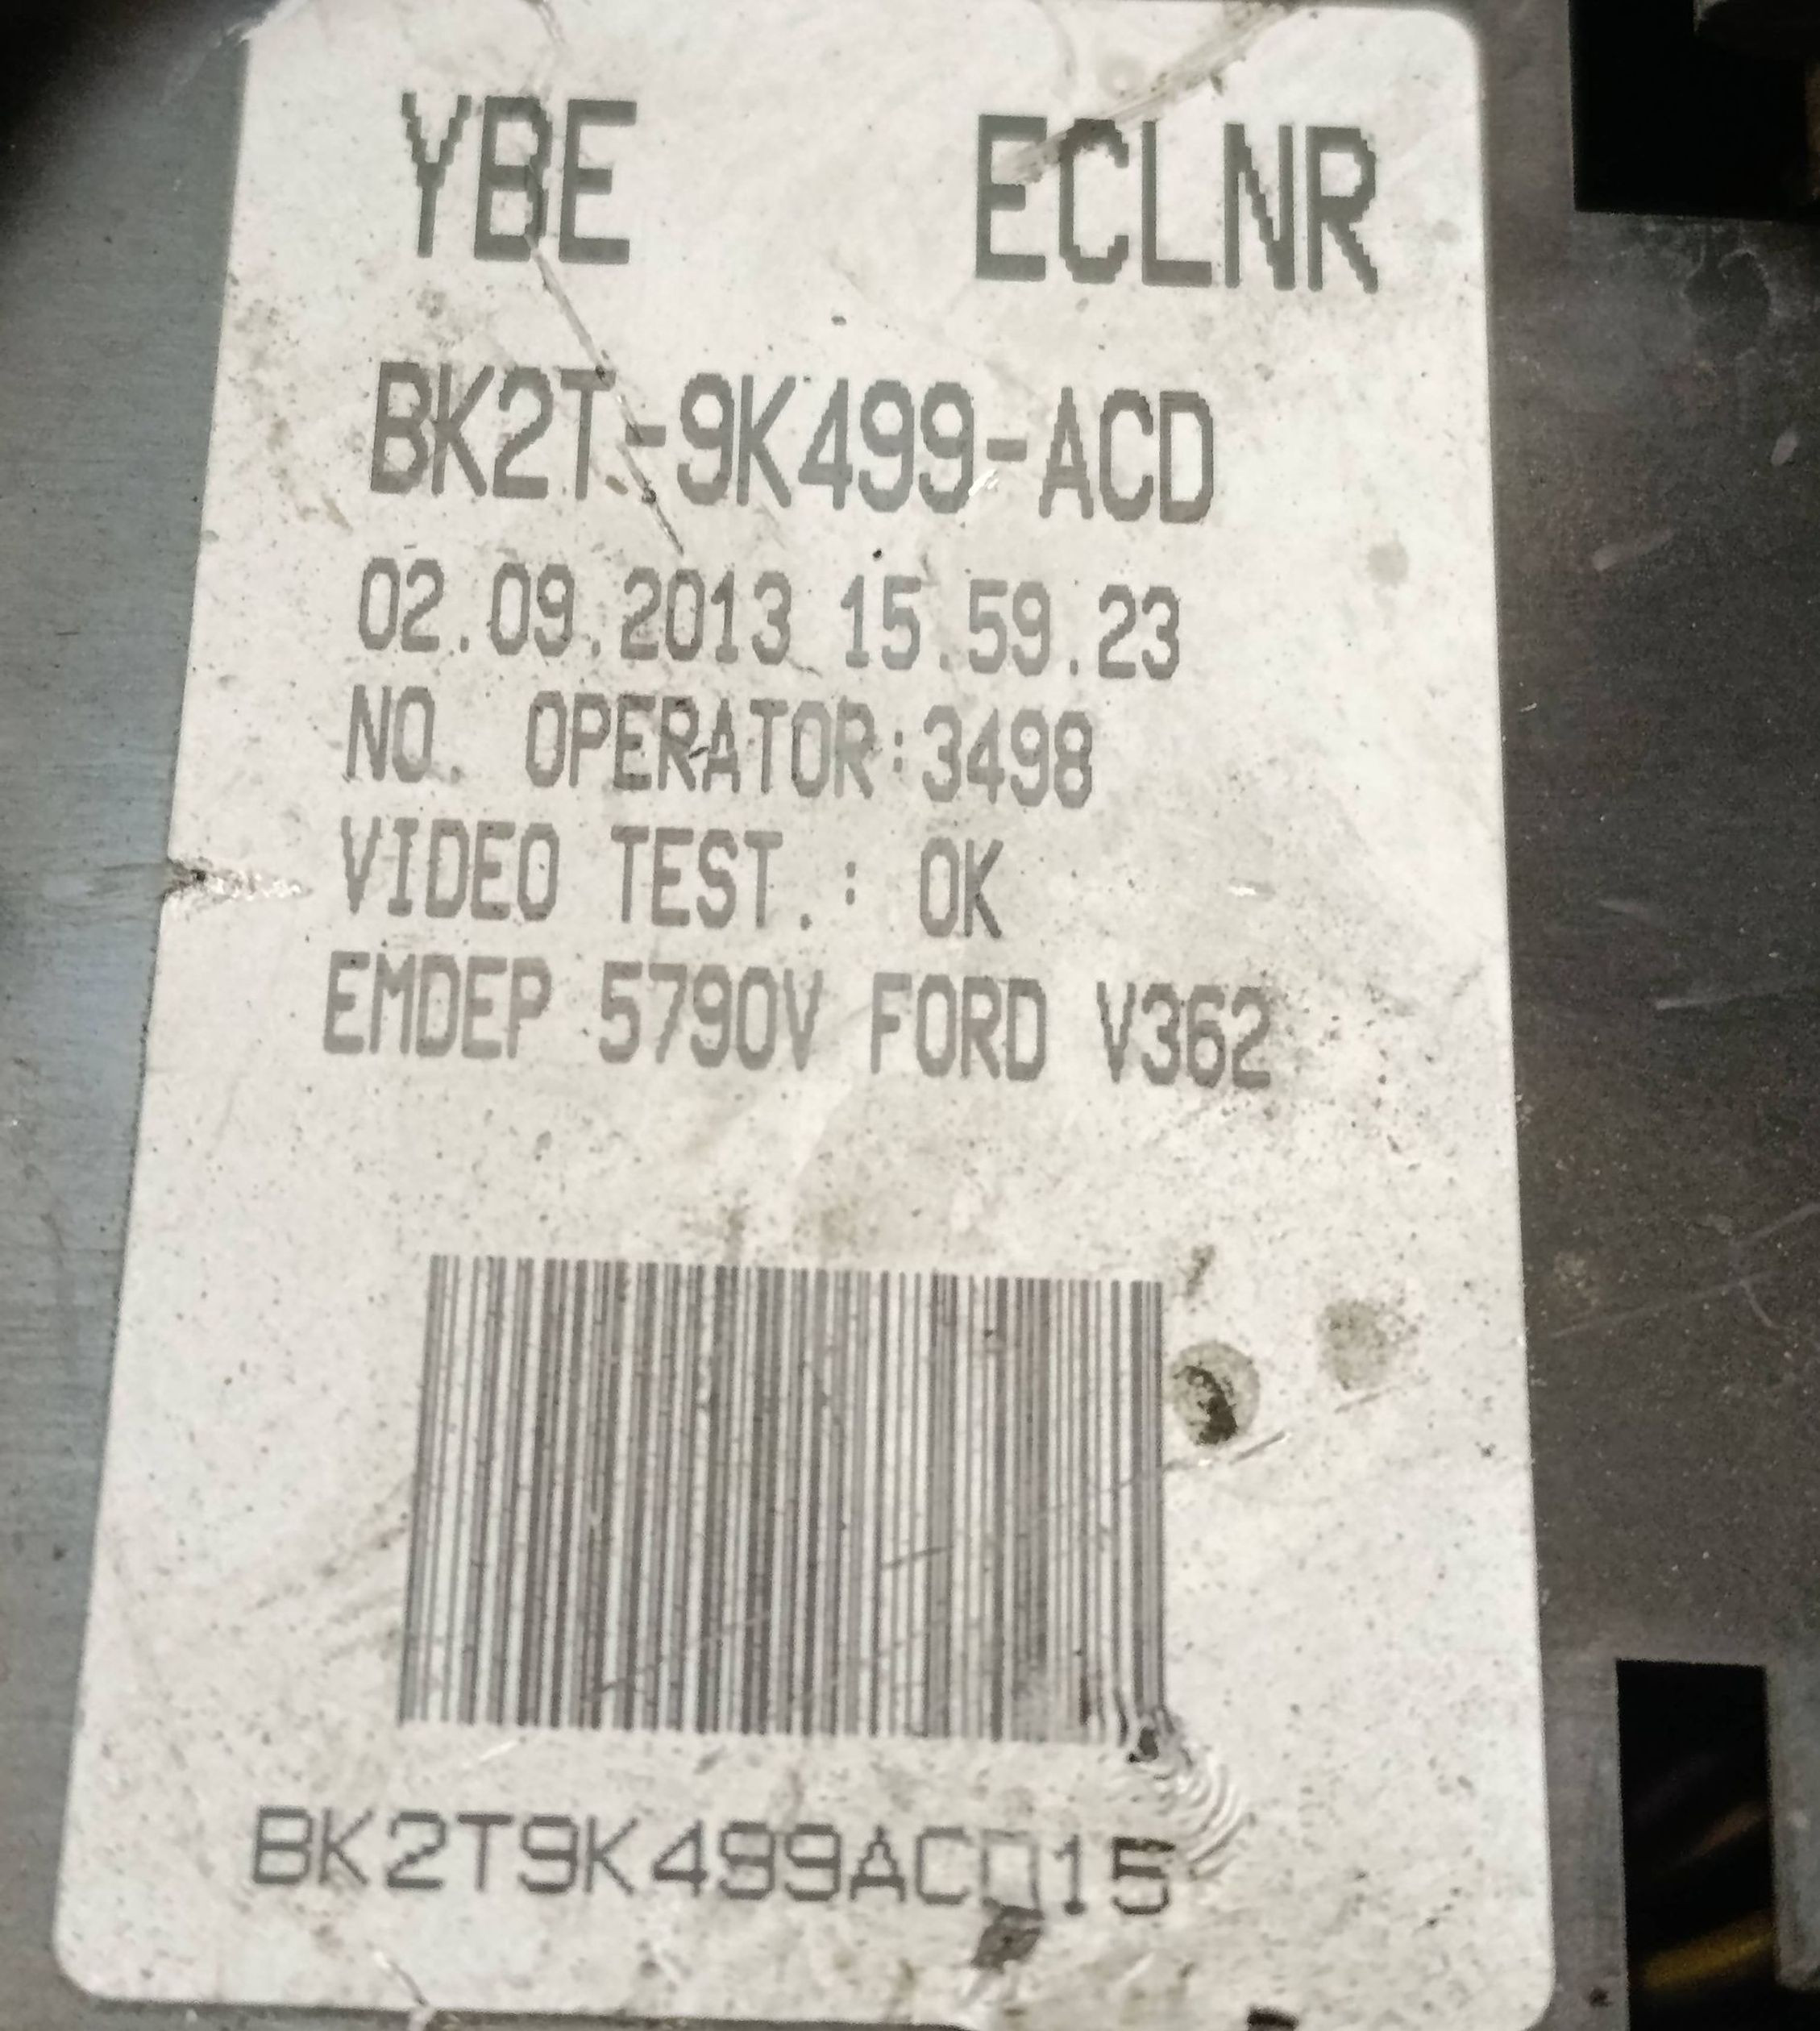 YBE ECLNR
BK2T-9K499-ACD
02.09.2013 15.59.23
NO. OPERATOR:3498
VIDEO TEST.: OK
EMDEP 5790V FORD V362
BK2T9K499ACD15